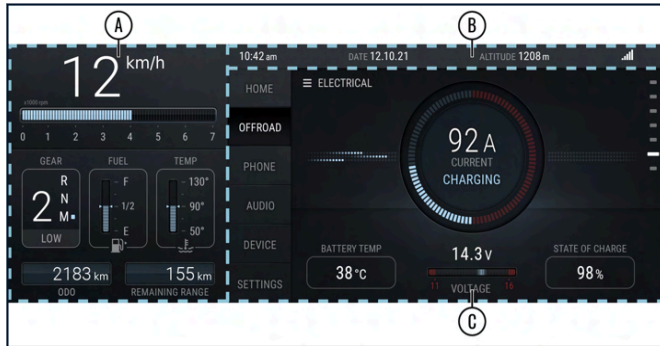 A
B
12 km/h
x1000 rpm
0 1 2 3 4 5 6 7
GEAR
FUEL
TEMP
R
N
2 M
LOW
F
1/2
E
130°
90°
50°
2183 km
ODO
155 km
REMAINING RANGE
10:42 am
DATE 12.10.21
ALTITUDE 1208 m
HOME
OFFROAD
PHONE
AUDIO
DEVICE
SETTINGS
☰ ELECTRICAL
92 A
CURRENT
CHARGING
BATTERY TEMP
38 °C
14.3 V
11 16
VOLTAGE
STATE OF CHARGE
98%
C